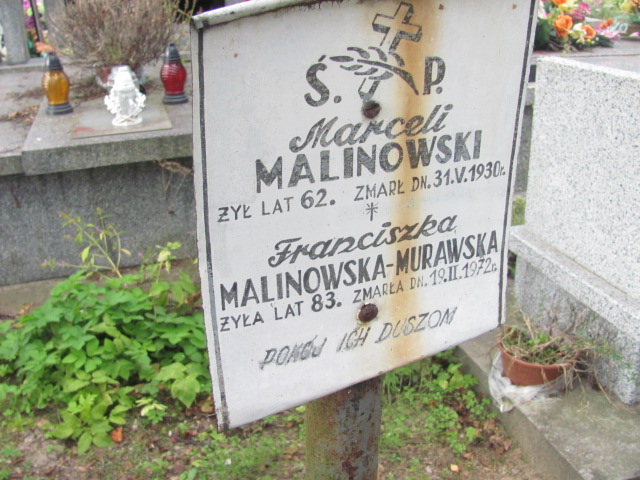 Ś. P.
Marceli
MALINOWSKI
ŻYŁ LAT 62. ZMARŁ DN. 31.V.1930r.
Franciszka
MALINOWSKA-MURAWSKA
ŻYŁA LAT 83. ZMARŁA DN. 19.II.1972r.
POKÓJ ICH DUSZOM